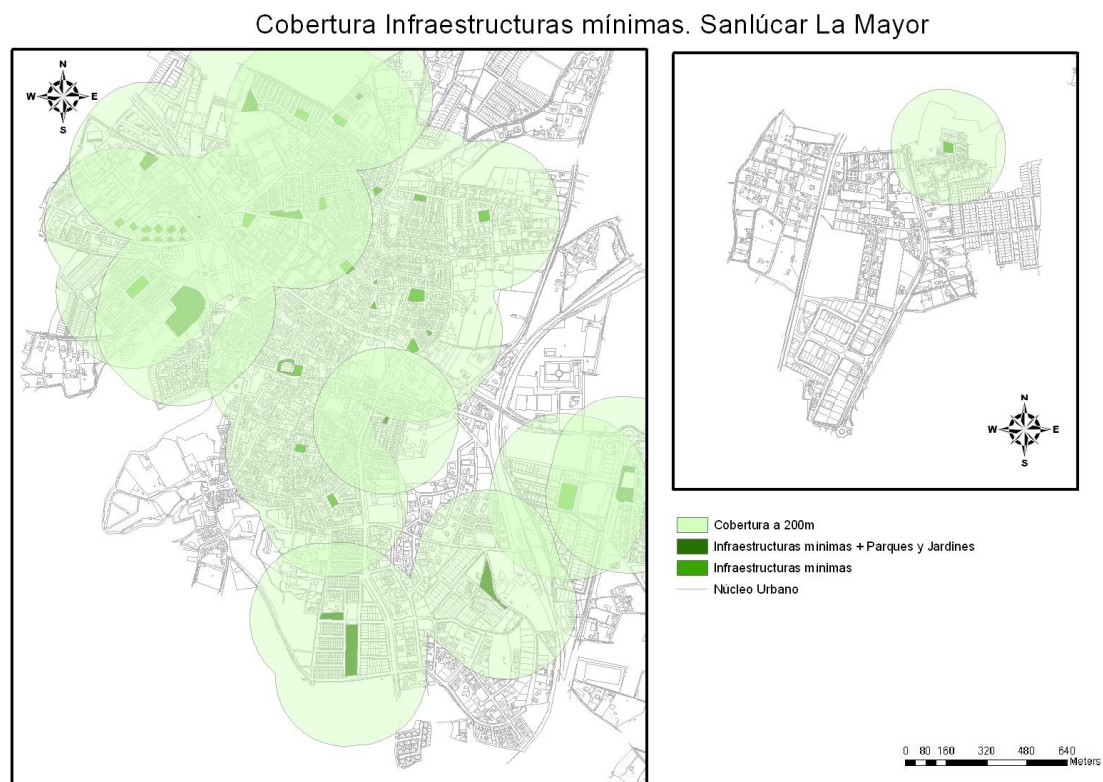 Cobertura Infraestructuras mínimas. Sanlúcar La Mayor
N
W E
S
N
W E
S
Cobertura a 200m
Infraestructuras mínimas + Parques y Jardines
Infraestructuras mínimas
Núcleo Urbano
0 80 160 320 480 640
Meters